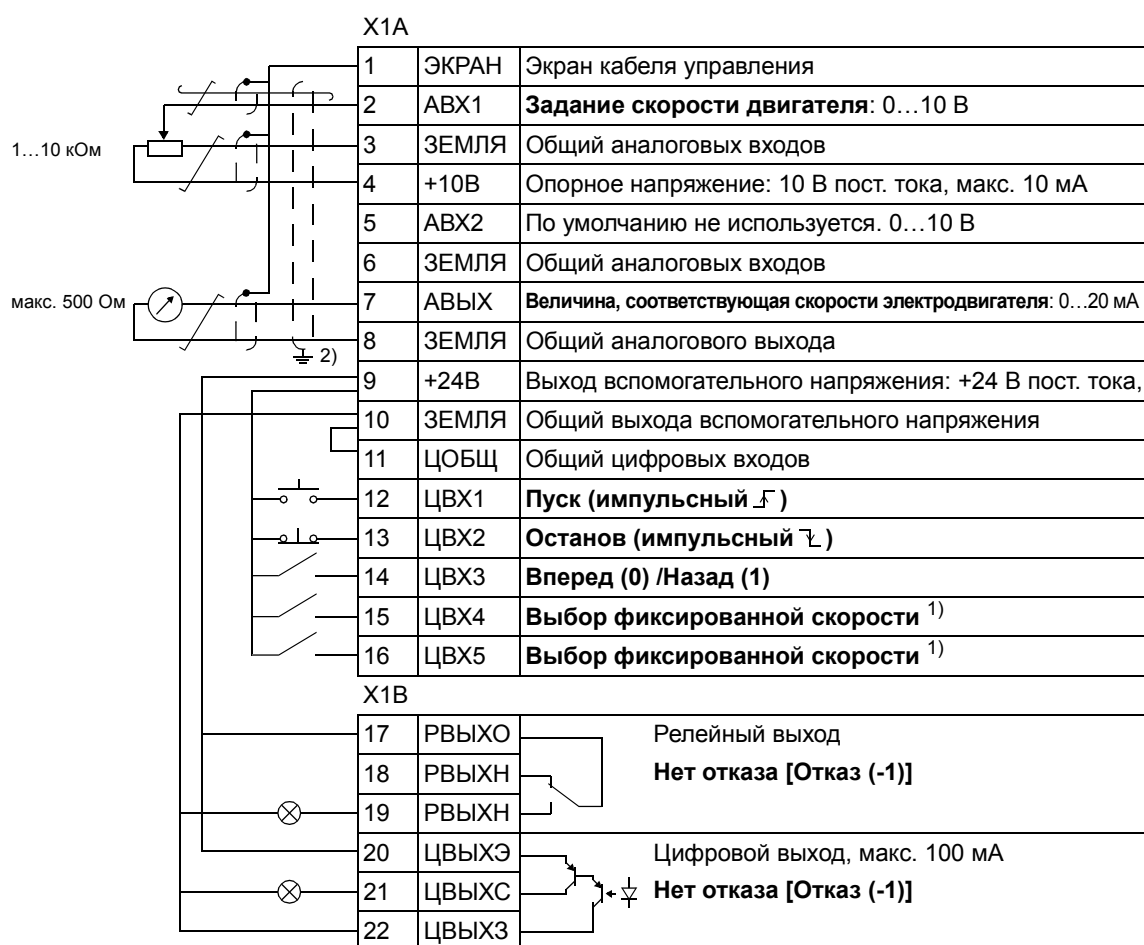 X1A
1 ЭКРАН Экран кабеля управления
2 АВХ1 Задание скорости двигателя: 0…10 В
1…10 кОм
3 ЗЕМЛЯ Общий аналоговых входов
4 +10В Опорное напряжение: 10 В пост. тока, макс. 10 мА
5 АВХ2 По умолчанию не используется. 0…10 В
6 ЗЕМЛЯ Общий аналоговых входов
макс. 500 Ом
7 АВЫХ Величина, соответствующая скорости электродвигателя: 0…20 мА
8 ЗЕМЛЯ Общий аналогового выхода
2)
9 +24В Выход вспомогательного напряжения: +24 В пост. тока,
10 ЗЕМЛЯ Общий выхода вспомогательного напряжения
11 ЦОБЩ Общий цифровых входов
12 ЦВХ1 Пуск (импульсный )
13 ЦВХ2 Останов (импульсный )
14 ЦВХ3 Вперед (0) /Назад (1)
15 ЦВХ4 Выбор фиксированной скорости 1)
16 ЦВХ5 Выбор фиксированной скорости 1)
X1B
17 РВЫХО Релейный выход
18 РВЫХН Нет отказа [Отказ (-1)]
19 РВЫХН
20 ЦВЫХЭ Цифровой выход, макс. 100 мА
21 ЦВЫХС Нет отказа [Отказ (-1)]
22 ЦВЫХЗ